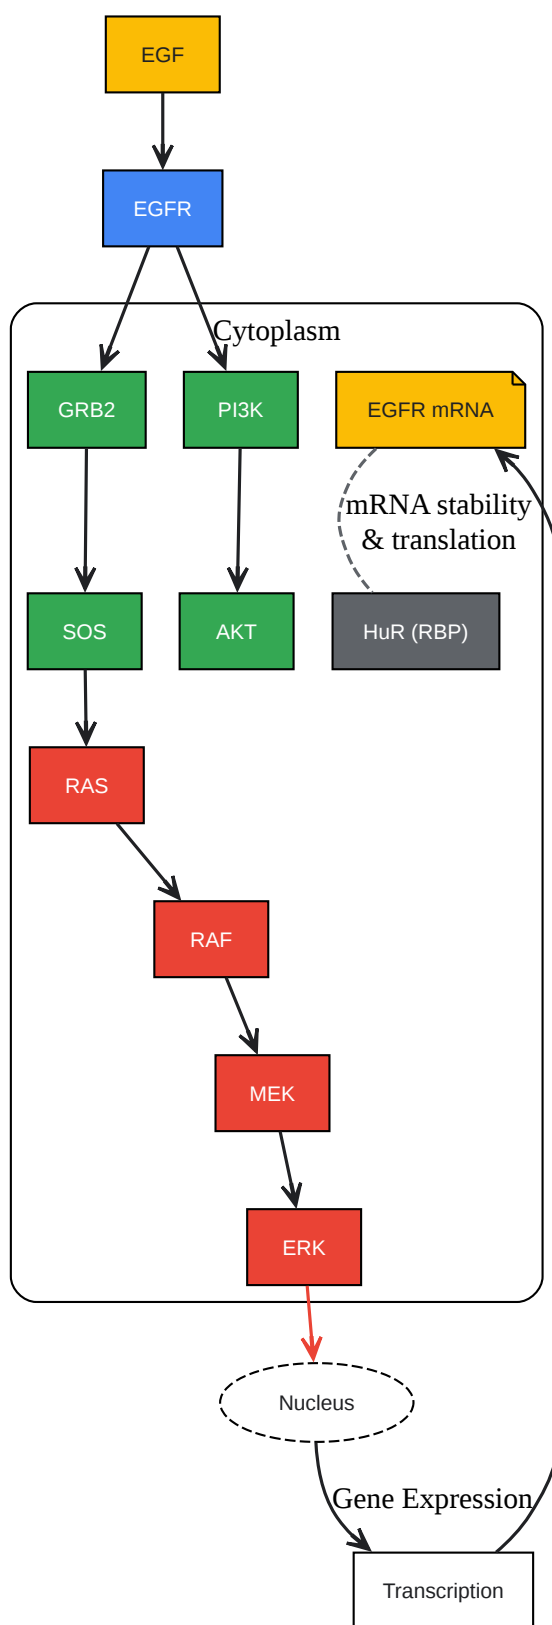 EGF
EGFR
Cytoplasm
GRB2
PI3K
EGFR mRNA
mRNA stability
& translation
SOS
AKT
HuR (RBP)
RAS
RAF
MEK
ERK
Nucleus
Gene Expression
Transcription